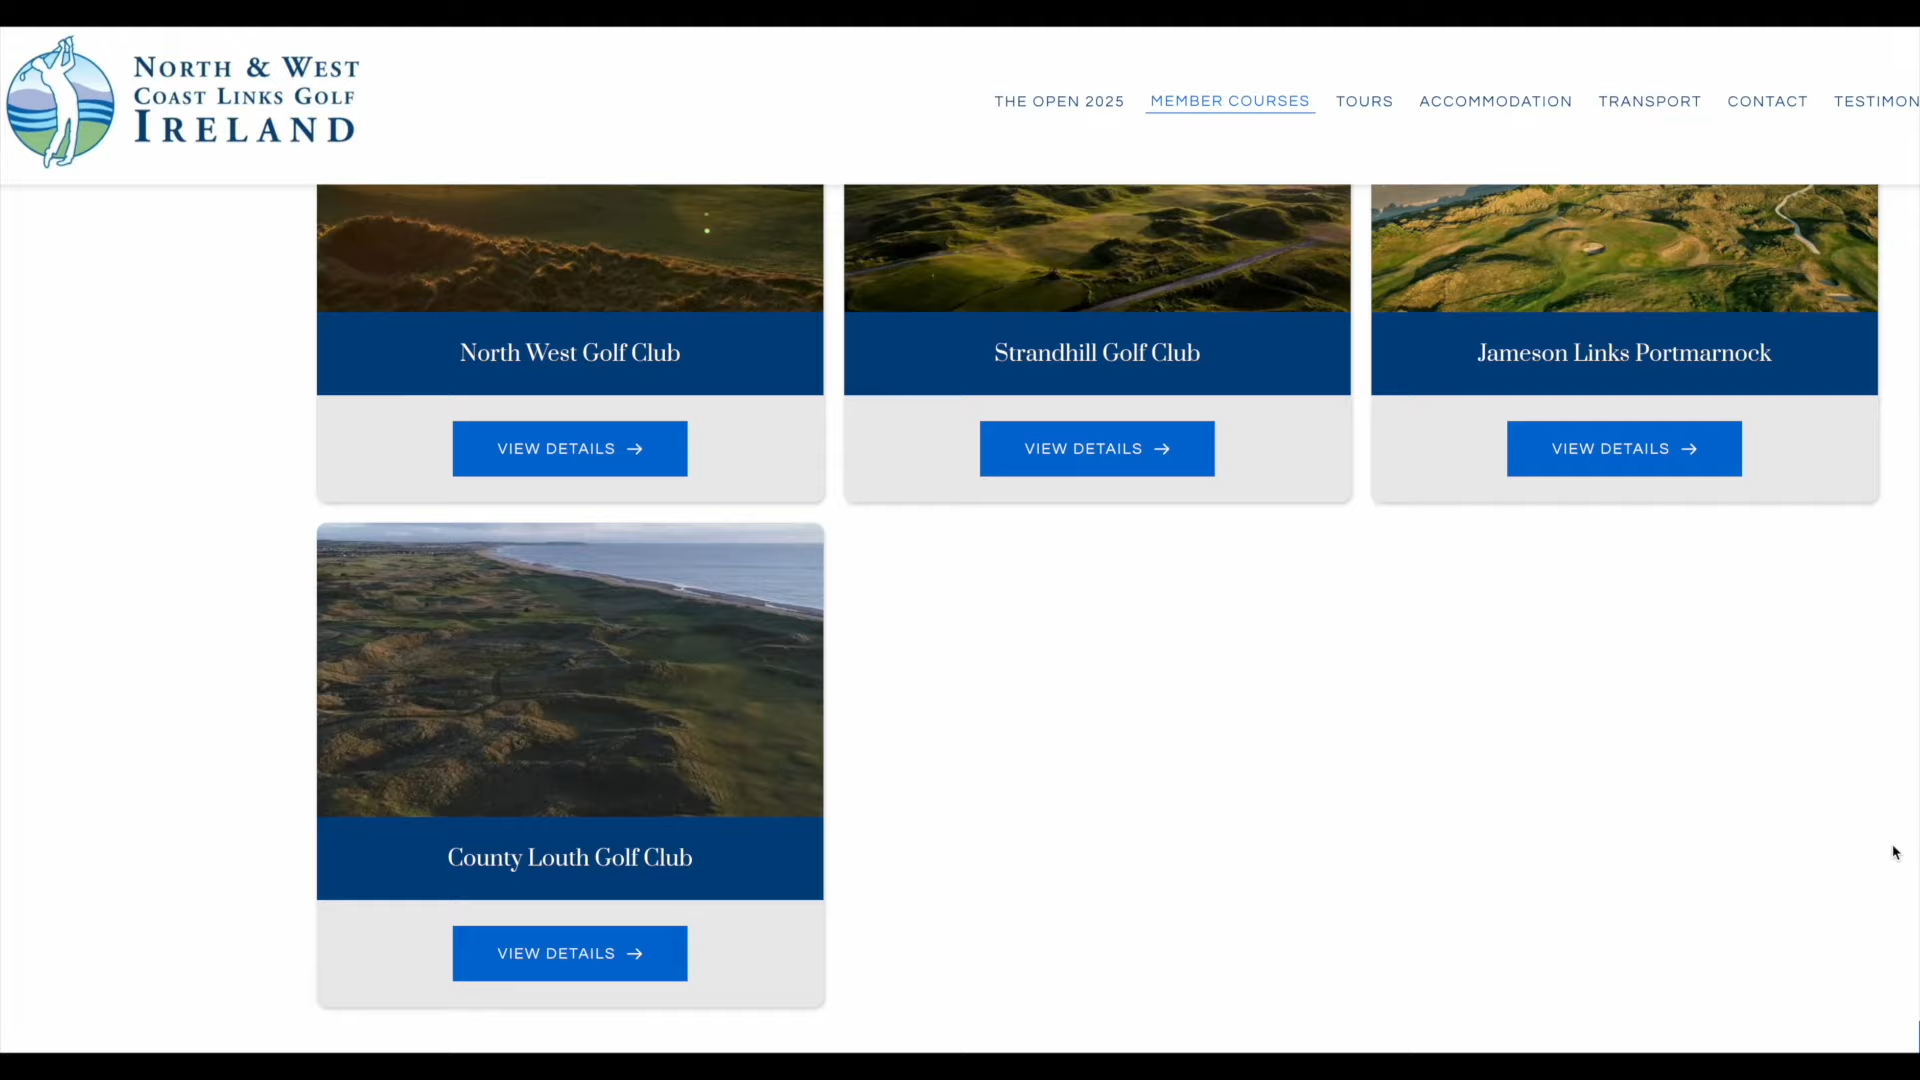 NORTH & WEST
COAST LINKS GOLF
IRELAND
THE OPEN 2025 MEMBER COURSES TOURS ACCOMMODATION TRANSPORT CONTACT TESTIMON
North West Golf Club
Strandhill Golf Club
Jameson Links Portmarnock
VIEW DETAILS →
VIEW DETAILS →
VIEW DETAILS →
County Louth Golf Club
VIEW DETAILS →